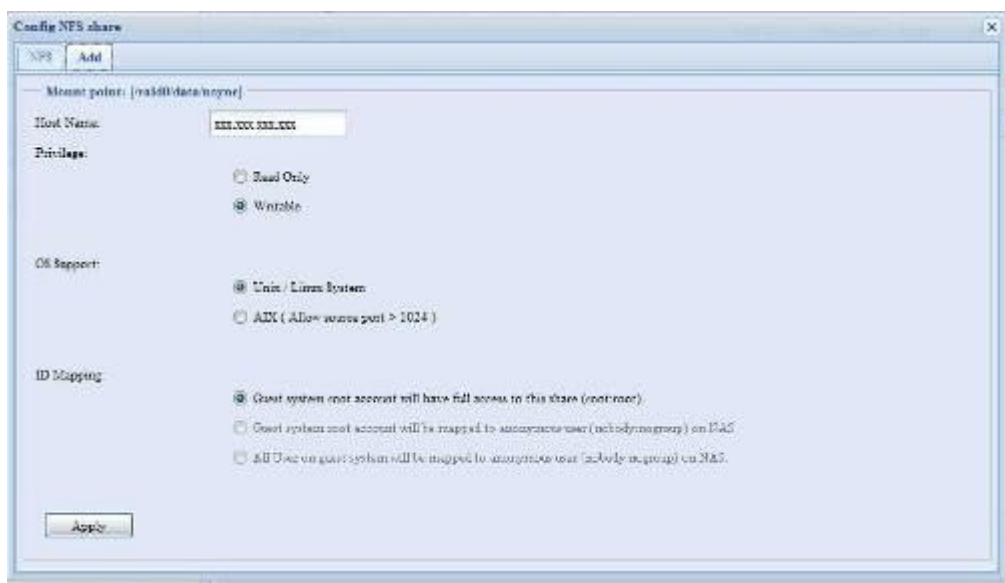 Config NFS share
NFS Add
Mount point: [/raid0/data/nsync]
Host Name: xxx.xxx.xxx.xxx
Privilege:
Read Only
Writable
OS Support:
Unix / Linux System
AIX ( Allow source port > 1024 )
ID Mapping:
Guest system root account will have full access to this share (root:root).
Guest system root account will be mapped to anonymous user (nobody:nogroup) on NAS.
All User on guest system will be mapped to anonymous user (nobody:nogroup) on NAS.
Apply